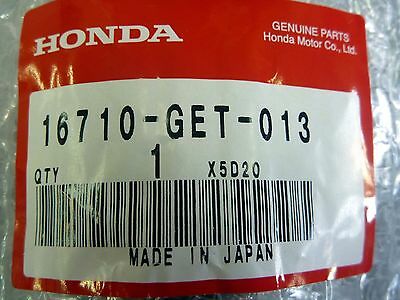 HONDA
GENUINE PARTS
Honda Motor Co., Ltd.
16710-GET-013
QTY 1 X5D20
MADE IN JAPAN